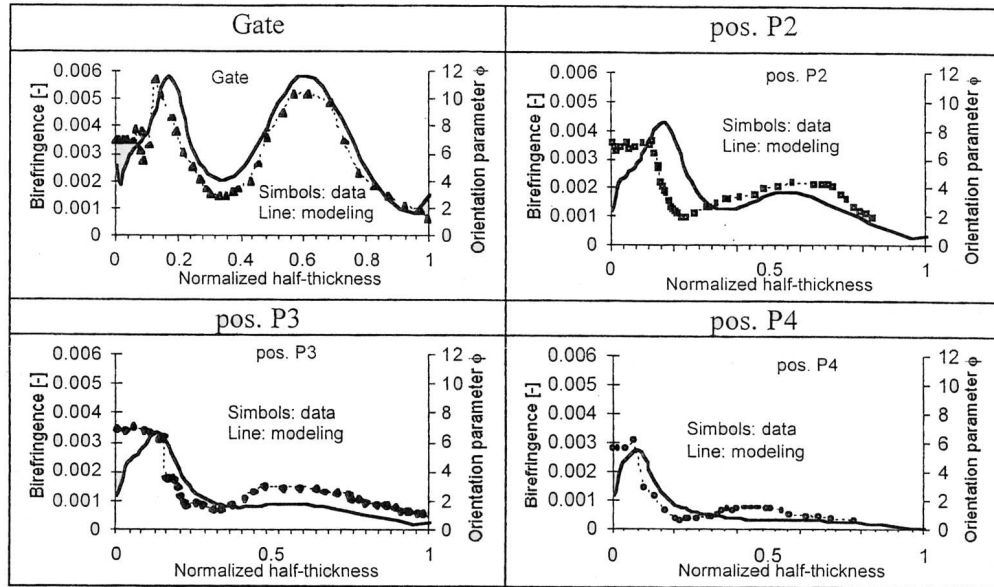 Gate
pos. P2
Birefringence [-]
0.006
0.005
0.004
0.003
0.002
0.001
0
Gate
Simbols: data
Line: modeling
12
10
8
6
4
2
0
Orientation parameter ϕ
0 0.2 0.4 0.6 0.8 1
Normalized half-thickness
Birefringence [-]
0.006
0.005
0.004
0.003
0.002
0.001
0
pos. P2
Simbols: data
Line: modeling
12
10
8
6
4
2
0
Orientation parameter ϕ
0 0.5 1
Normalized half-thickness
pos. P3
pos. P4
Birefringence [-]
0.006
0.005
0.004
0.003
0.002
0.001
0
pos. P3
Simbols: data
Line: modeling
12
10
8
6
4
2
0
Orientation parameter ϕ
0 0.5 1
Normalized half-thickness
Birefringence [-]
0.006
0.005
0.004
0.003
0.002
0.001
0
pos. P4
Simbols: data
Line: modeling
12
10
8
6
4
2
0
Orientation parameter ϕ
0 0.5 1
Normalized half-thickness